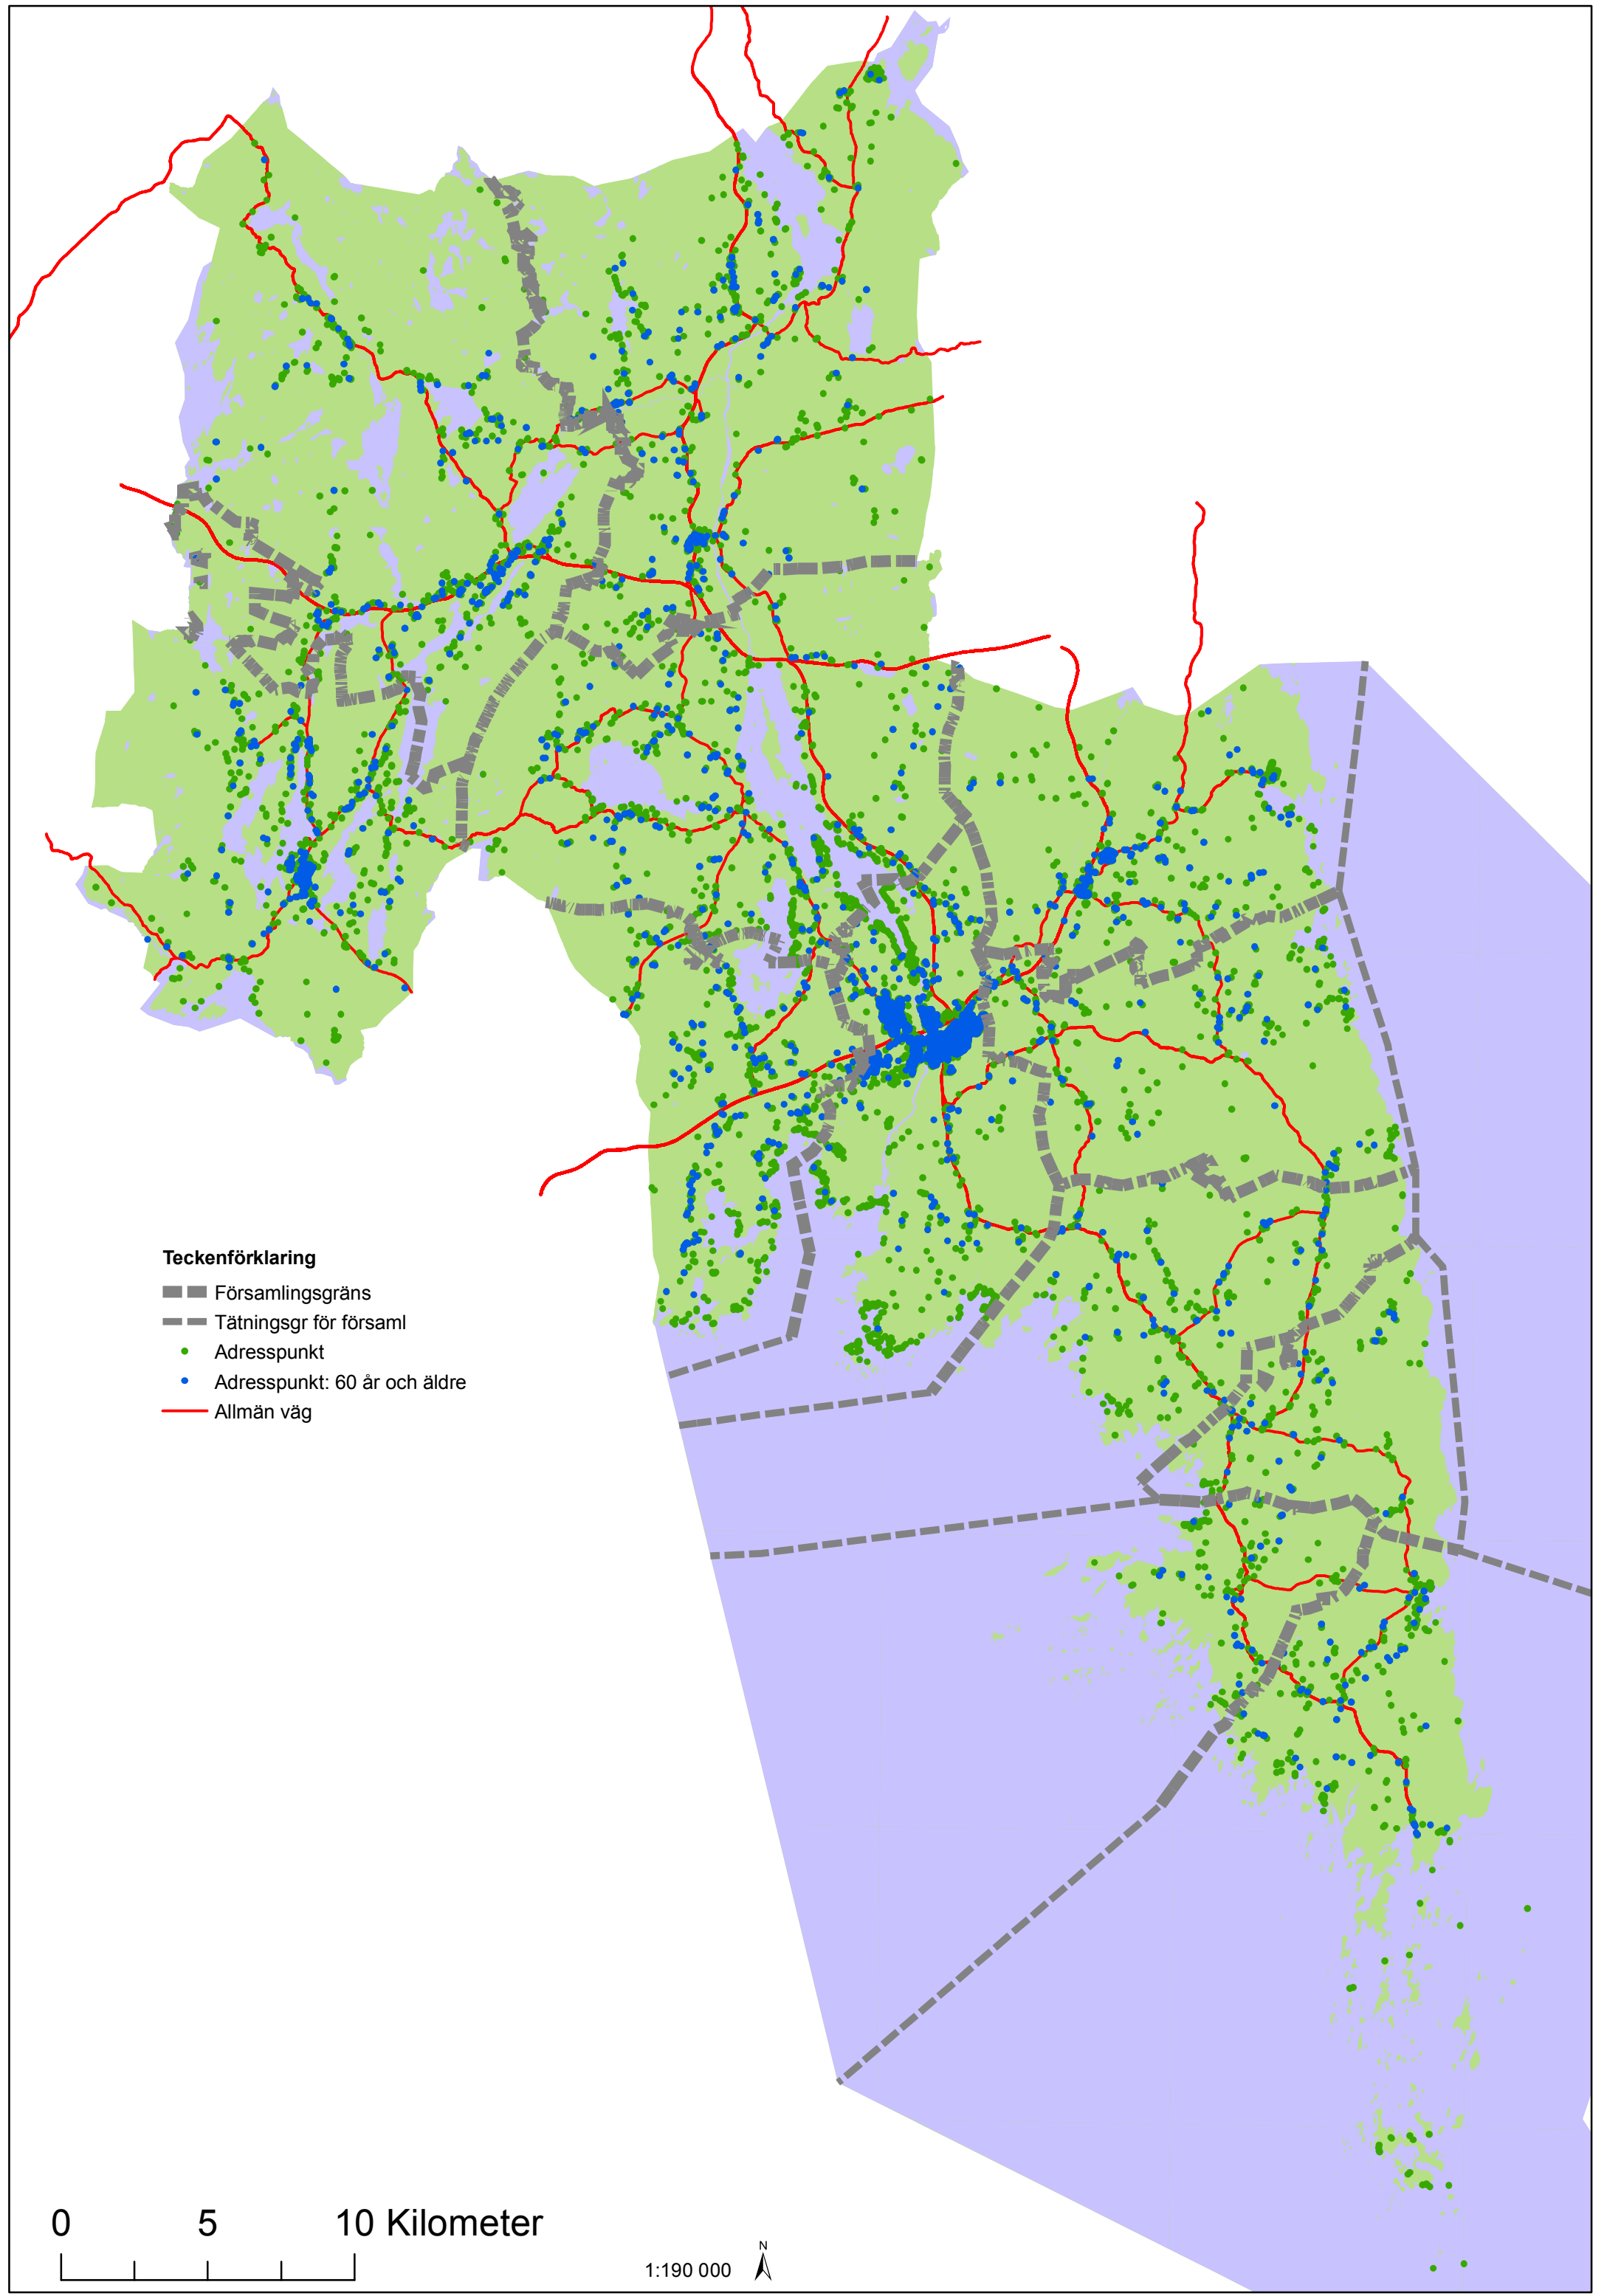 Teckenförklaring
Församlingsgräns
Tätningsgr för församl
Adresspunkt
Adresspunkt: 60 år och äldre
Allmän väg
0 5 10 Kilometer
1:190 000
N